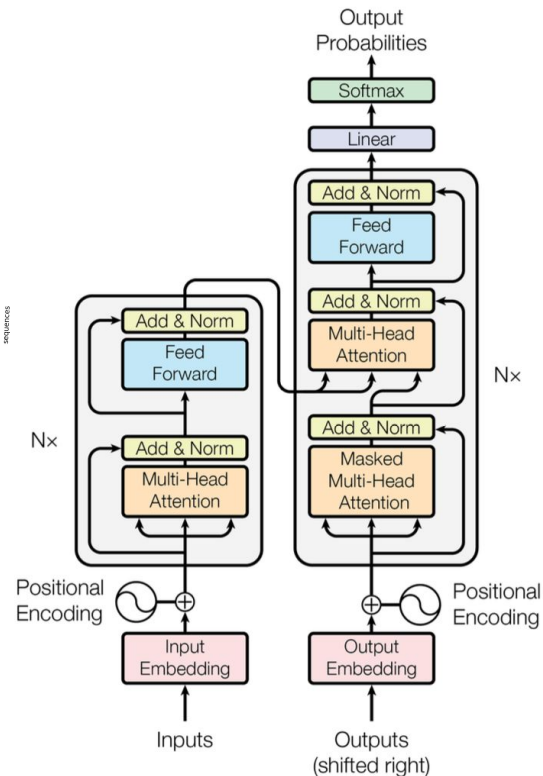 Output
Probabilities
Softmax
Linear
Add & Norm
Feed
Forward
Add & Norm
Multi-Head
Attention
Add & Norm
Masked
Multi-Head
Attention
N×
Positional
Encoding
Output
Embedding
Outputs
(shifted right)
Add & Norm
Feed
Forward
Add & Norm
Multi-Head
Attention
N×
Positional
Encoding
Input
Embedding
Inputs
sequences